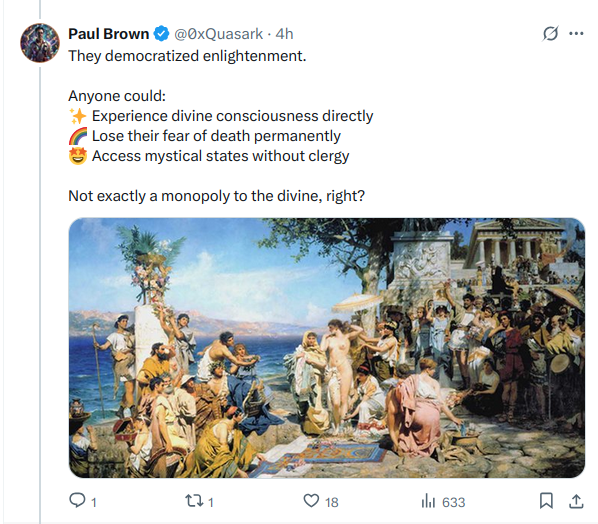 Paul Brown @0xQuasark · 4h
They democratized enlightenment.
Anyone could:
✨ Experience divine consciousness directly
🌈 Lose their fear of death permanently
🤩 Access mystical states without clergy
Not exactly a monopoly to the divine, right?
1 1 18 633